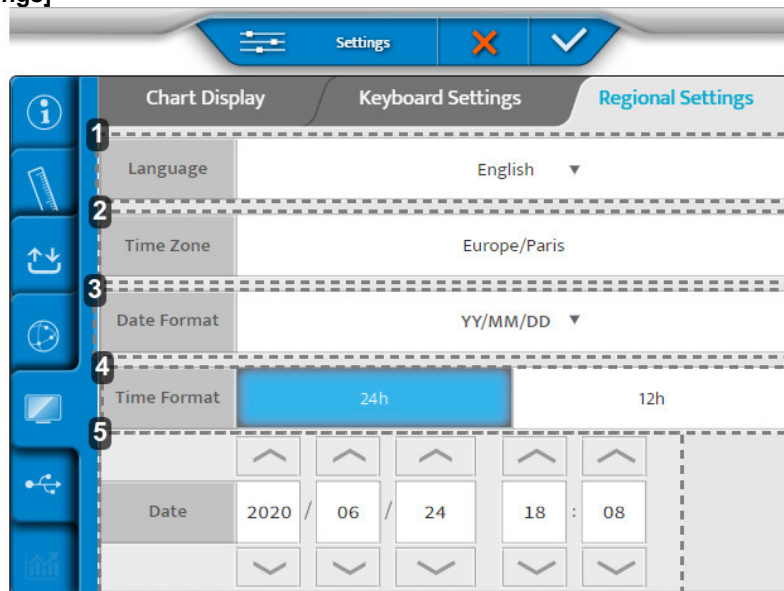 ngs]
Settings
Chart Display Keyboard Settings Regional Settings
1
Language English
2
Time Zone Europe/Paris
3
Date Format YY/MM/DD
4
Time Format 24h 12h
5
Date 2020 / 06 / 24 18 : 08